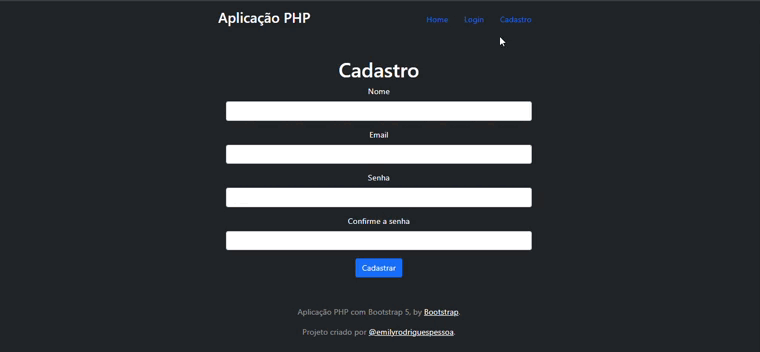 Aplicação PHP
Home Login Cadastro
Cadastro
Nome
Email
Senha
Confirme a senha
Cadastrar
Aplicação PHP com Bootstrap 5, by Bootstrap.
Projeto criado por @emilyrodriguespessoa.